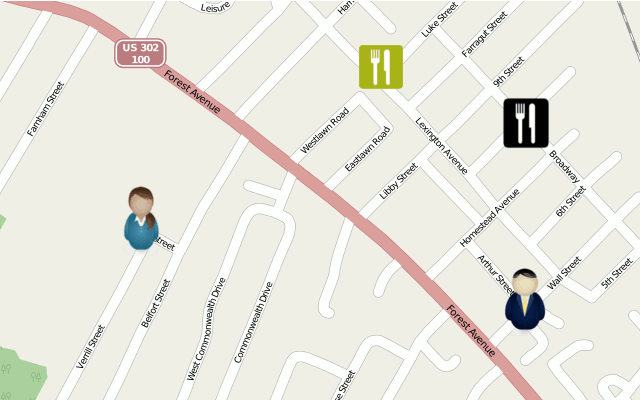 Leisure
Luke Street
Farragut Street
US 302
100
Forest Avenue
9th Street
Farnham Street
Westlawn Road
Eastlawn Road
Lexington Avenue
Libby Street
Broadway
6th Street
Homestead Avenue
Arthur Street
Wall Street
5th Street
Belfort Street
West Commonwealth Drive
Commonwealth Drive
Verrill Street
Forest Avenue